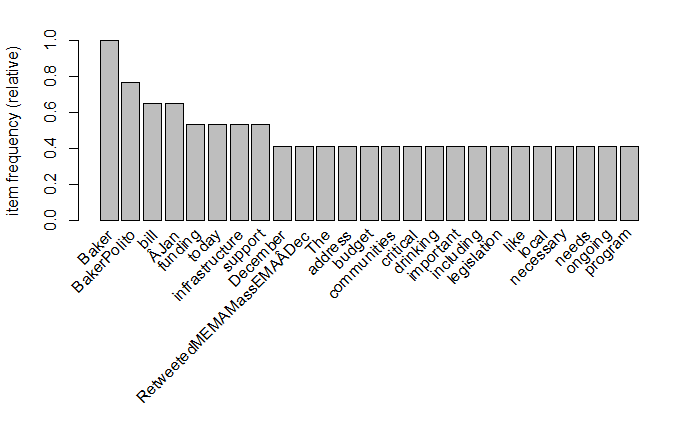 item frequency (relative)
1.0
0.8
0.6
0.4
0.2
0.0
Baker
BakerPolito
bill
ÂJan
funding
today
infrastructure
support
December
RetweetedMEMAMassEMAÂDec
The
address
budget
communities
critical
drinking
important
including
legislation
like
local
necessary
needs
ongoing
program